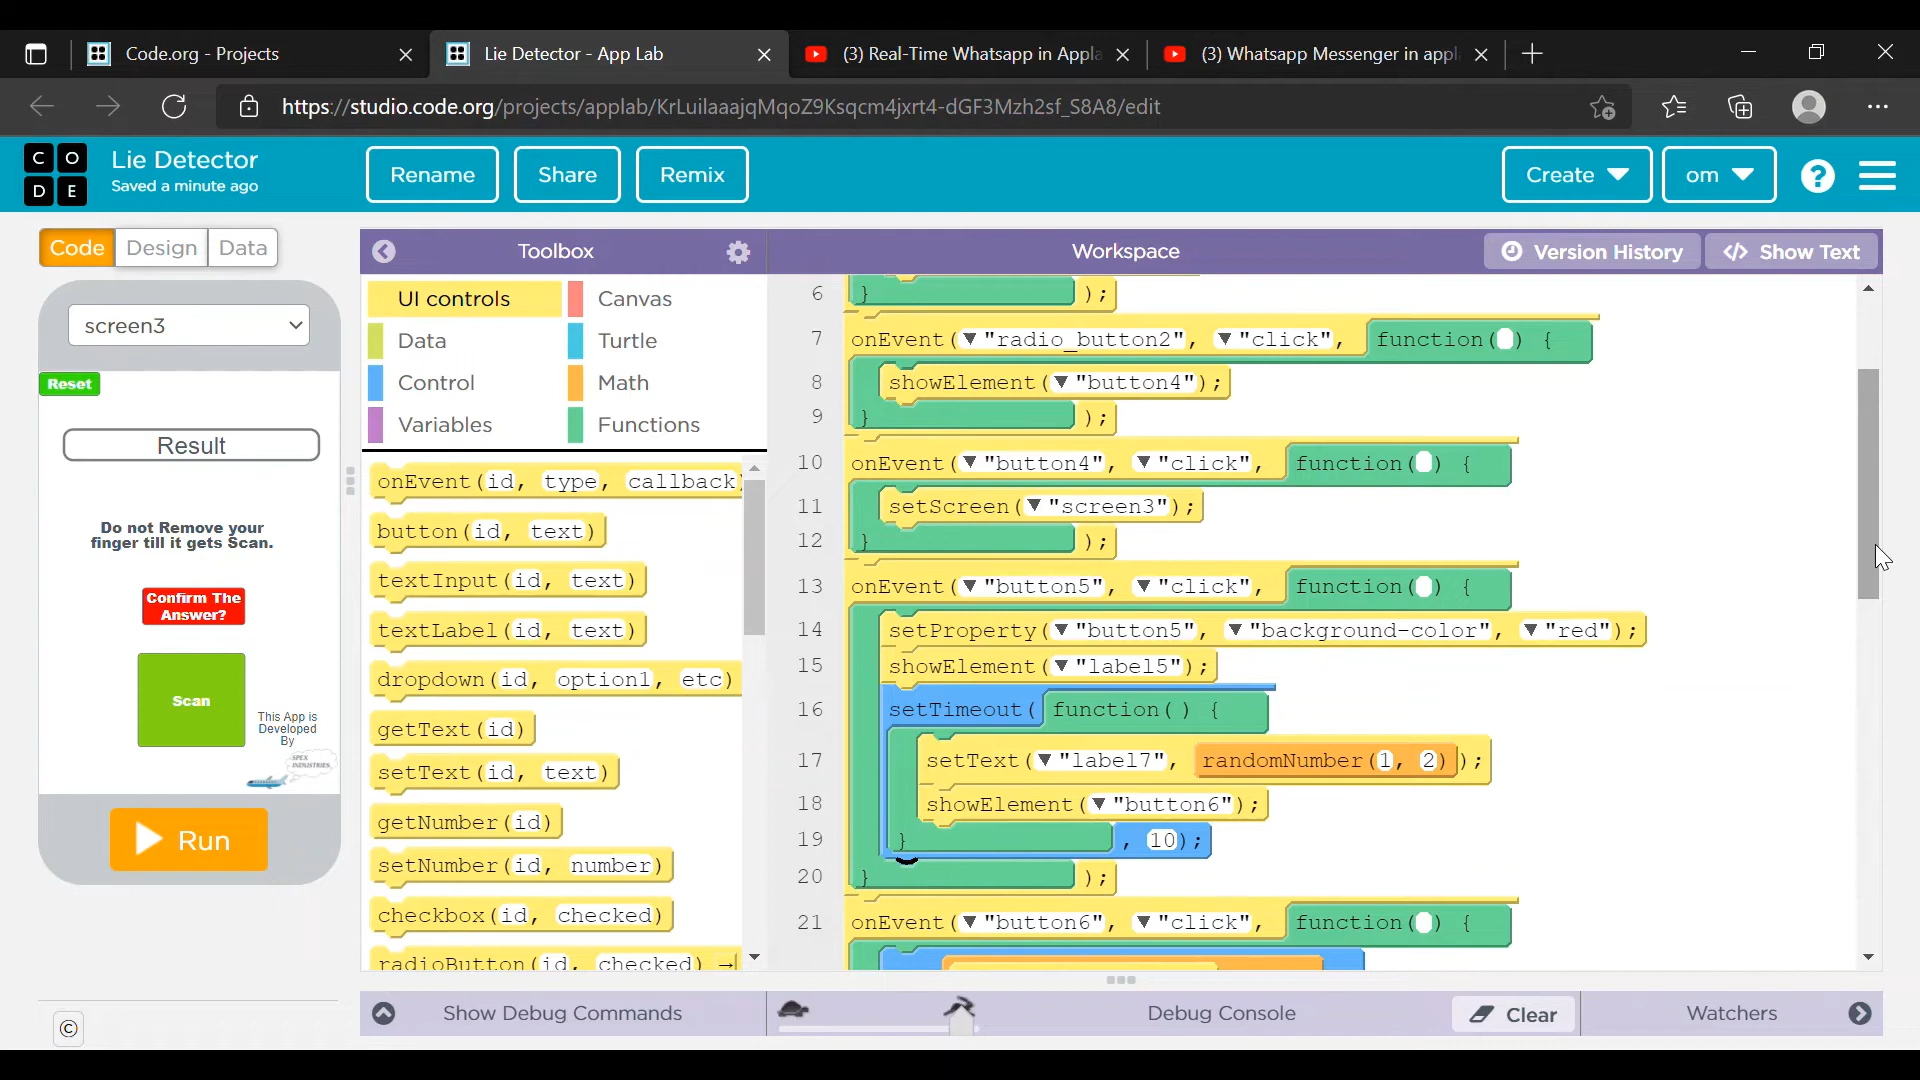 Code.org - Projects
Lie Detector - App Lab
(3) Real-Time Whatsapp in Appla
(3) Whatsapp Messenger in appl
https://studio.code.org/projects/applab/KrLuilaaajqMqoZ9Ksqcm4jxrt4-dGF3Mzh2sf_S8A8/edit
C O
D E
Lie Detector
Saved a minute ago
Rename
Share
Remix
Create
om
?
Code
Design
Data
Toolbox
Workspace
Version History
</> Show Text
screen3
Reset
Result
Do not Remove your
finger till it gets Scan.
Confirm The
Answer?
Scan
This App is
Developed
By
SPEX
INDUSTRIES
Run
©
UI controls
Canvas
Data
Turtle
Control
Math
Variables
Functions
onEvent(id, type, callback)
button(id, text)
textInput(id, text)
textLabel(id, text)
dropdown(id, option1, etc)
getText(id)
setText(id, text)
getNumber(id)
setNumber(id, number)
checkbox(id, checked)
radioButton(id, checked)
6 } );
7 onEvent(▼"radio_button2", ▼"click", function() {
8 showElement(▼"button4");
9 } );
10 onEvent(▼"button4", ▼"click", function() {
11 setScreen(▼"screen3");
12 } );
13 onEvent(▼"button5", ▼"click", function() {
14 setProperty(▼"button5", ▼"background-color", ▼"red");
15 showElement(▼"label5");
16 setTimeout(function() {
17 setText(▼"label7", randomNumber(1, 2));
18 showElement(▼"button6");
19 } , 10);
20 } );
21 onEvent(▼"button6", ▼"click", function() {
Show Debug Commands
Debug Console
Clear
Watchers